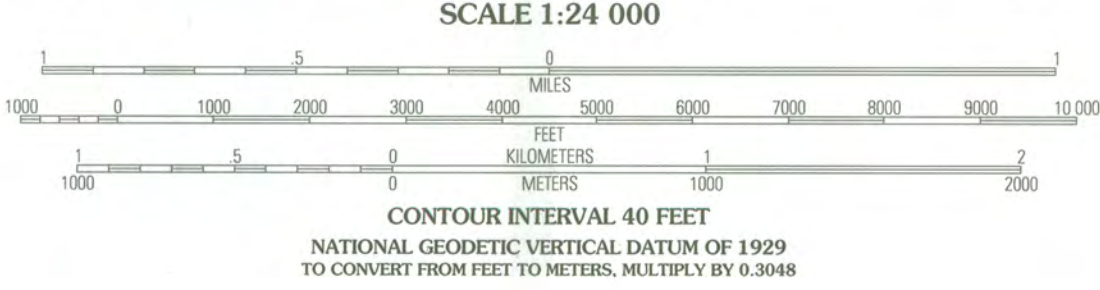 SCALE 1:24 000
1 .5 0 1
MILES
1000 0 1000 2000 3000 4000 5000 6000 7000 8000 9000 10 000
FEET
1 .5 0 KILOMETERS 1 2
1000 0 METERS 1000 2000
CONTOUR INTERVAL 40 FEET
NATIONAL GEODETIC VERTICAL DATUM OF 1929
TO CONVERT FROM FEET TO METERS, MULTIPLY BY 0.3048